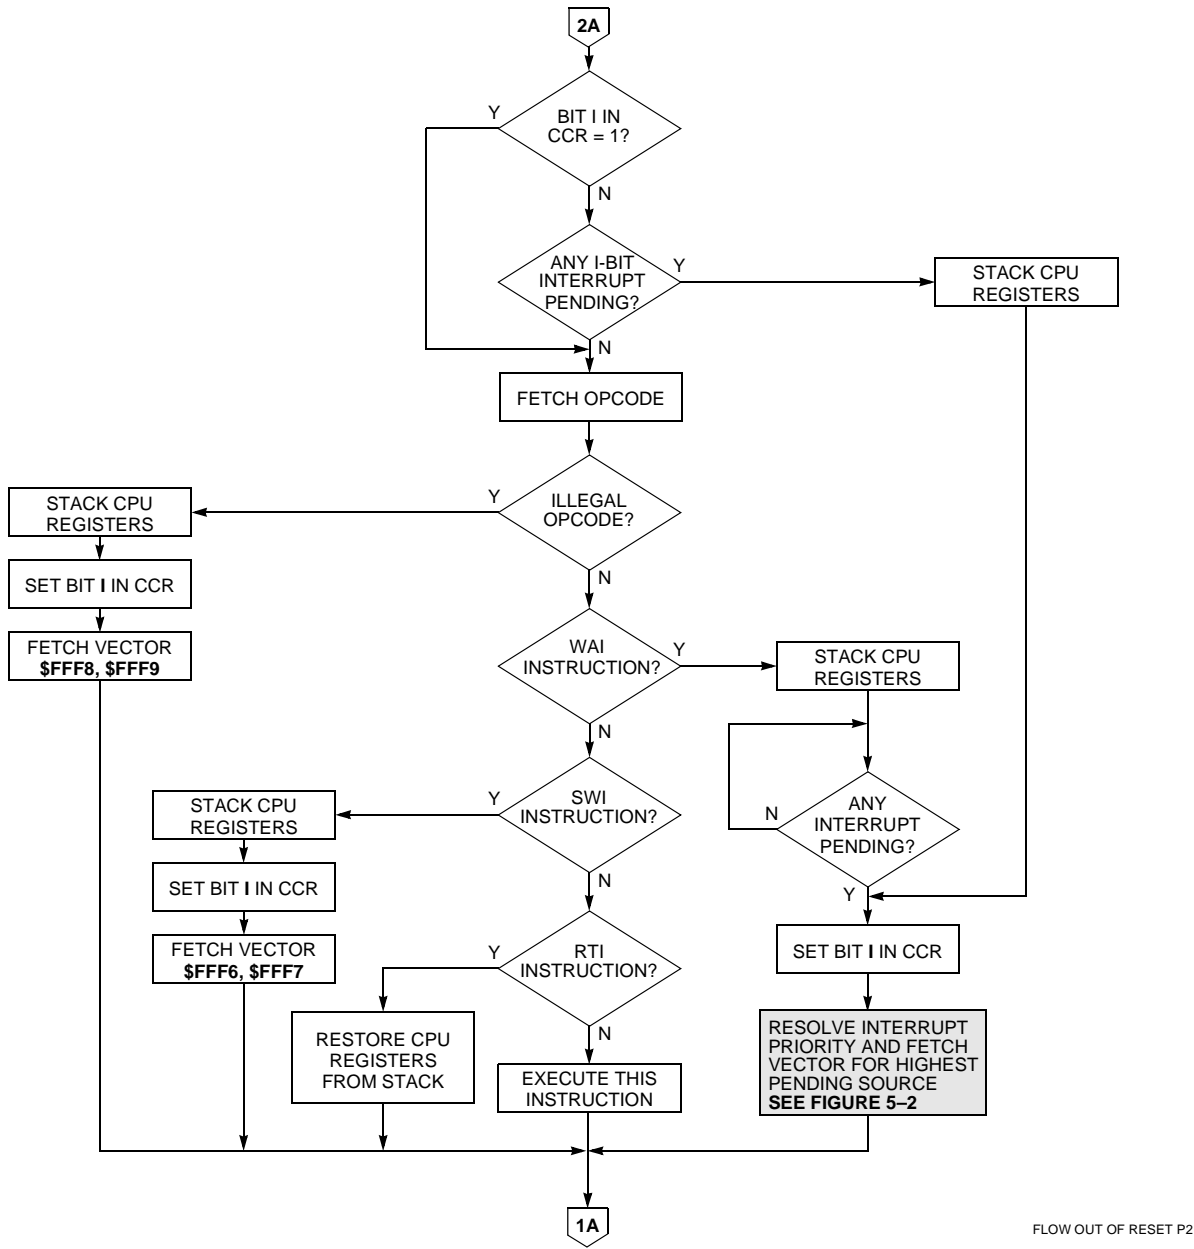 2A
BIT I IN
CCR = 1?
Y
N
ANY I-BIT
INTERRUPT
PENDING?
Y
N
STACK CPU
REGISTERS
FETCH OPCODE
ILLEGAL
OPCODE?
Y
N
STACK CPU
REGISTERS
SET BIT I IN CCR
FETCH VECTOR
$FFF8, $FFF9
WAI
INSTRUCTION?
Y
N
STACK CPU
REGISTERS
ANY
INTERRUPT
PENDING?
N
Y
SWI
INSTRUCTION?
Y
N
STACK CPU
REGISTERS
SET BIT I IN CCR
FETCH VECTOR
$FFF6, $FFF7
RTI
INSTRUCTION?
Y
N
SET BIT I IN CCR
RESTORE CPU
REGISTERS
FROM STACK
EXECUTE THIS
INSTRUCTION
RESOLVE INTERRUPT
PRIORITY AND FETCH
VECTOR FOR HIGHEST
PENDING SOURCE
SEE FIGURE 5–2
1A
FLOW OUT OF RESET P2